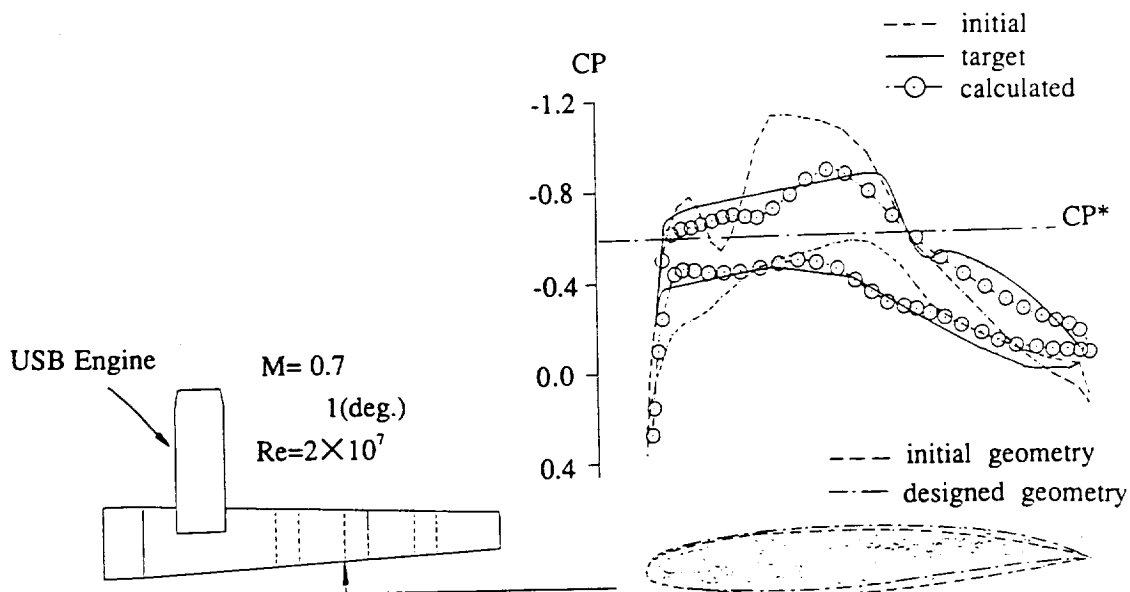 initial
target
calculated
CP
-1.2
-0.8
-0.4
0.0
0.4
CP*
USB Engine
M= 0.7
1(deg.)
Re=2×10⁷
initial geometry
designed geometry